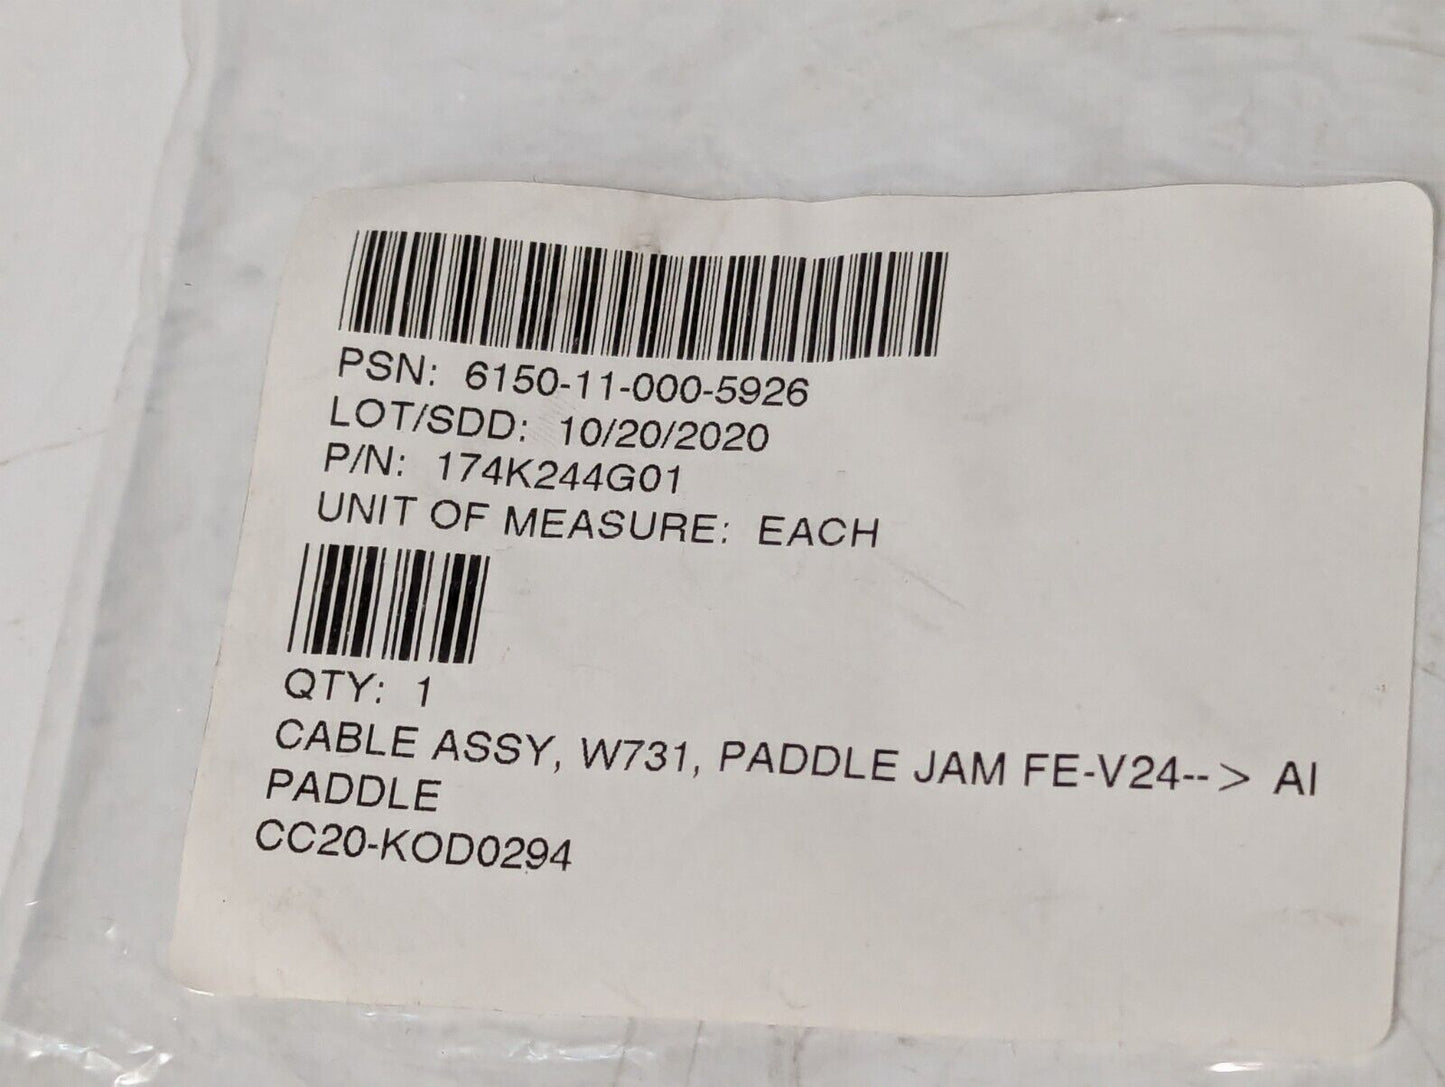 PSN: 6150-11-000-5926
LOT/SDD: 10/20/2020
P/N: 174K244G01
UNIT OF MEASURE: EACH
QTY: 1
CABLE ASSY, W731, PADDLE JAM FE-V24--> AI
PADDLE
CC20-KOD0294